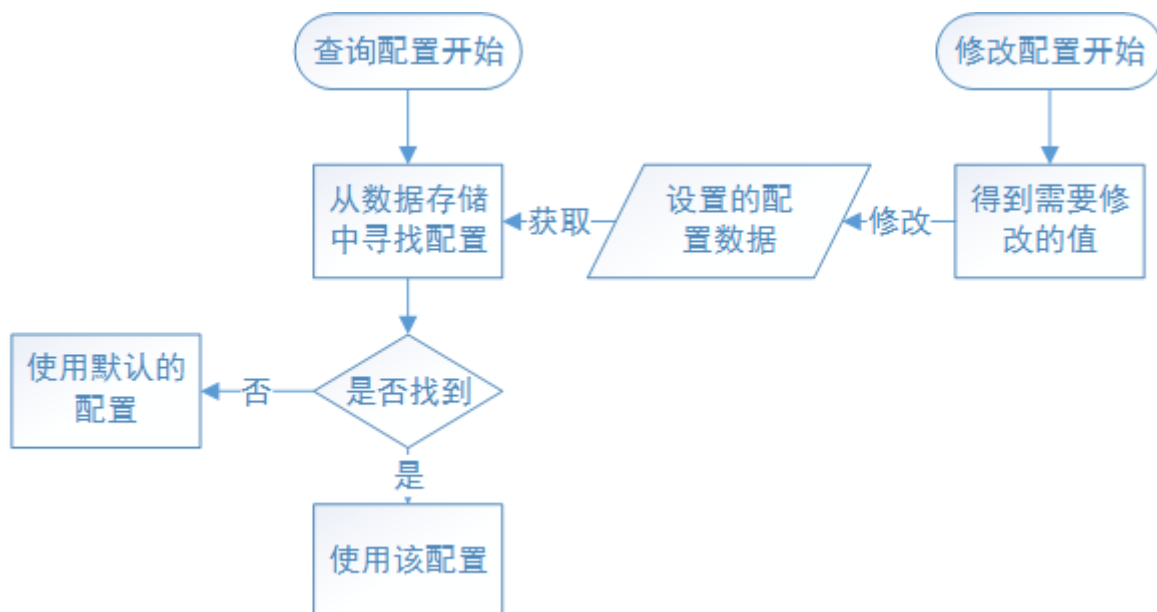 查询配置开始
修改配置开始
从数据存储
中寻找配置
获取
设置的配
置数据
修改
得到需要修
改的值
使用默认的
配置
否
是否找到
是
使用该配置